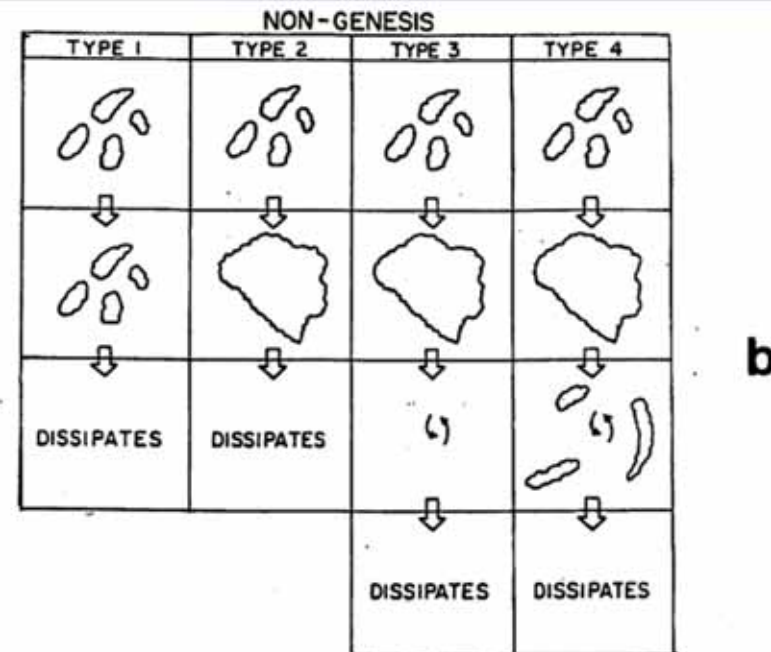 NON-GENESIS
TYPE 1 TYPE 2 TYPE 3 TYPE 4
b
DISSIPATES DISSIPATES
DISSIPATES DISSIPATES